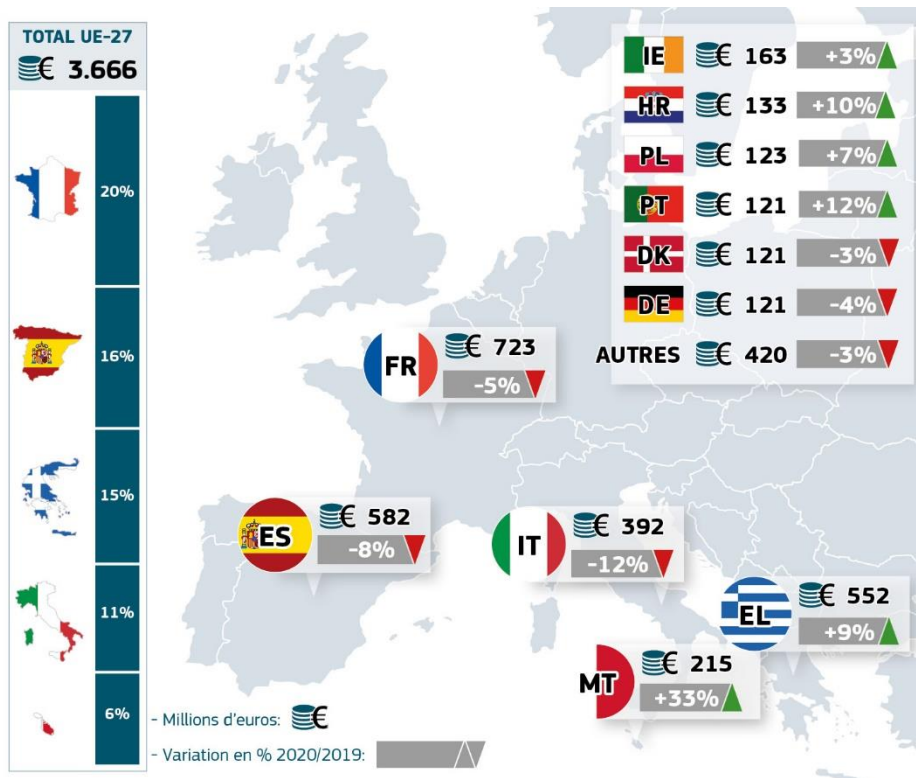 TOTAL UE-27
€ 3.666
20%
16%
15%
11%
6%
IE € 163 +3%
HR € 133 +10%
PL € 123 +7%
PT € 121 +12%
DK € 121 -3%
DE € 121 -4%
AUTRES € 420 -3%
FR € 723
-5%
ES € 582
-8%
IT € 392
-12%
EL € 552
+9%
MT € 215
+33%
- Millions d'euros: €
- Variation en % 2020/2019: